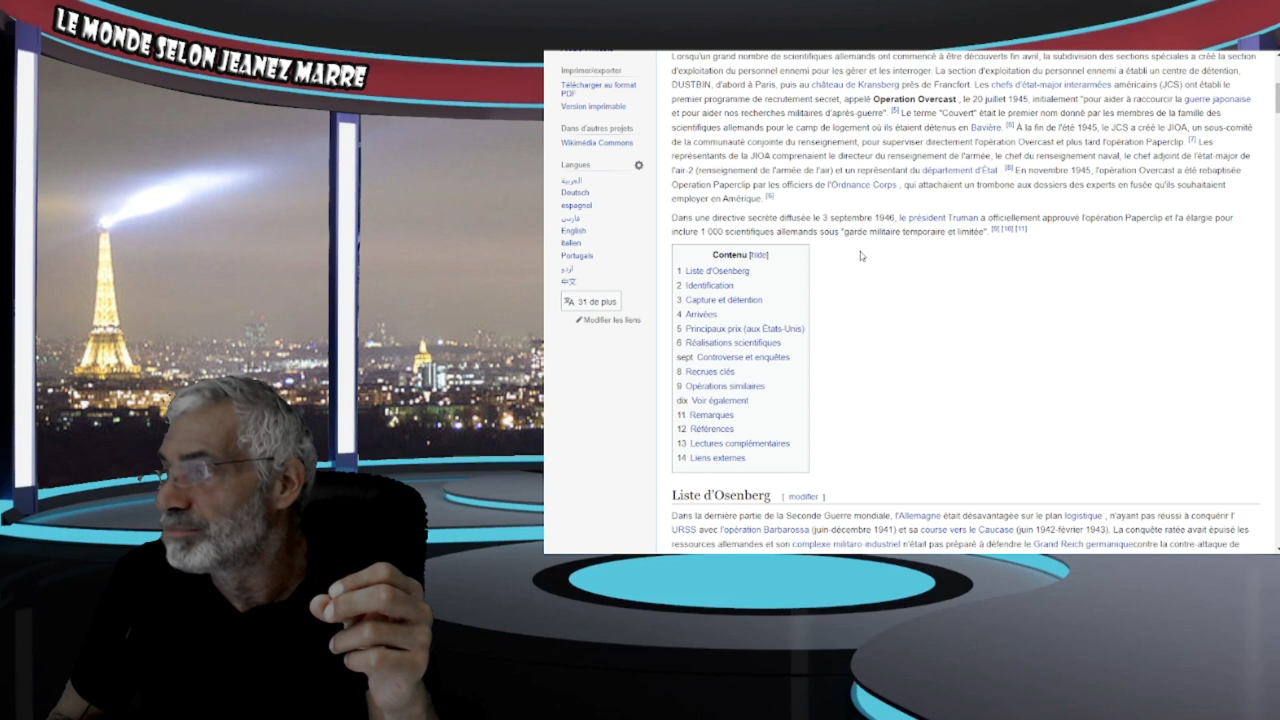 LE MONDE SELON JEANEZ MARRE
Imprimer/exporter
Télécharger au format
PDF
Version imprimable
Dans d'autres projets
Wikimédia Commons
Langues
العربية
Deutsch
español
فارسی
English
Italien
Portugais
اردو
中文
31 de plus
Modifier les liens
Lorsqu'un grand nombre de scientifiques allemands ont commencé à être découverts fin avril, la subdivision des sections spéciales a créé la section
d'exploitation du personnel ennemi pour les gérer et les interroger. La section d'exploitation du personnel ennemi a établi un centre de détention,
DUSTBIN, d'abord à Paris, puis au château de Kransberg près de Francfort. Les chefs d'état-major interarmées américains (JCS) ont établi le
premier programme de recrutement secret, appelé Operation Overcast , le 20 juillet 1945, initialement "pour aider à raccourcir la guerre japonaise
et pour aider nos recherches militaires d'après-guerre". [5] Le terme "Couvert" était le premier nom donné par les membres de la famille des
scientifiques allemands pour le camp de logement où ils étaient détenus en Bavière. [6] À la fin de l'été 1945, le JCS a créé le JIOA, un sous-comité
de la communauté conjointe du renseignement, pour superviser directement l'opération Overcast et plus tard l'opération Paperclip. [7] Les
représentants de la JIOA comprenaient le directeur du renseignement de l'armée, le chef du renseignement naval, le chef adjoint de l'état-major de
l'air-2 (renseignement de l'armée de l'air) et un représentant du département d'État . [8] En novembre 1945, l'opération Overcast a été rebaptisée
Operation Paperclip par les officiers de l'Ordnance Corps , qui attachaient un trombone aux dossiers des experts en fusée qu'ils souhaitaient
employer en Amérique. [6]
Dans une directive secrète diffusée le 3 septembre 1946, le président Truman a officiellement approuvé l'opération Paperclip et l'a élargie pour
inclure 1 000 scientifiques allemands sous "garde militaire temporaire et limitée". [9] [10] [11]
Contenu [hide]
1 Liste d'Osenberg
2 Identification
3 Capture et détention
4 Arrivées
5 Principaux prix (aux États-Unis)
6 Réalisations scientifiques
sept Controverse et enquêtes
8 Recrues clés
9 Opérations similaires
dix Voir également
11 Remarques
12 Références
13 Lectures complémentaires
14 Liens externes
Liste d'Osenberg [ modifier ]
Dans la dernière partie de la Seconde Guerre mondiale, l'Allemagne était désavantagée sur le plan logistique , n'ayant pas réussi à conquérir l'
URSS avec l'opération Barbarossa (juin-décembre 1941) et sa course vers le Caucase (juin 1942-février 1943). La conquête ratée avait épuisé les
ressources allemandes et son complexe militaro industriel n'était pas préparé à défendre le Grand Reich germaniquecontre la contre-attaque de